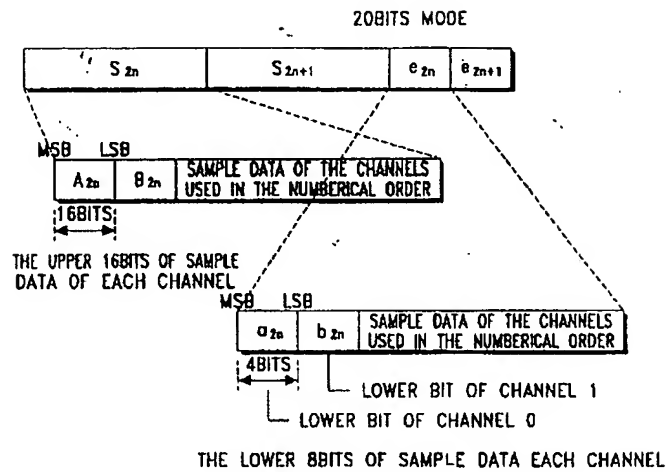 20BITS MODE
S2n S2n+1 e2n e2n+1
MSB LSB
A2n B2n SAMPLE DATA OF THE CHANNELS
USED IN THE NUMBERICAL ORDER
16BITS
THE UPPER 16BITS OF SAMPLE
DATA OF EACH CHANNEL
MSB LSB
a2n b2n SAMPLE DATA OF THE CHANNELS
USED IN THE NUMBERICAL ORDER
4BITS
LOWER BIT OF CHANNEL 1
LOWER BIT OF CHANNEL 0
THE LOWER 8BITS OF SAMPLE DATA EACH CHANNEL